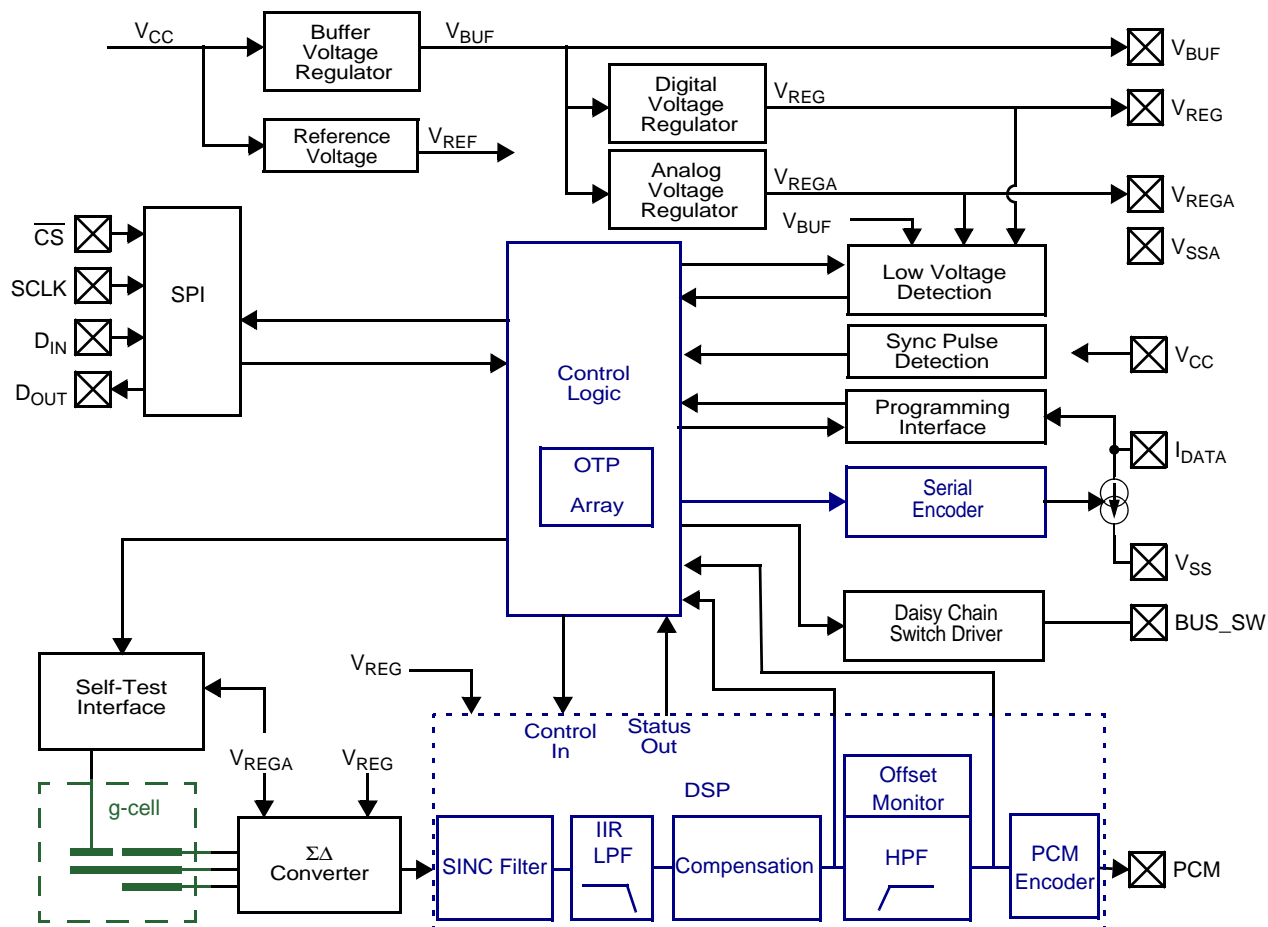 VCC
Buffer
Voltage
Regulator
VBUF
VBUF
Digital
Voltage
Regulator
VREG
VREG
Reference
Voltage
VREF
Analog
Voltage
Regulator
VREGA
VREGA
VBUF
VSSA
CS
SCLK
DIN
DOUT
SPI
Low Voltage
Detection
Sync Pulse
Detection
VCC
Control
Logic
Programming
Interface
IDATA
OTP
Array
Serial
Encoder
VSS
Daisy Chain
Switch Driver
BUS_SW
Self-Test
Interface
VREG
Control
In
Status
Out
VREGA
VREG
DSP
g-cell
ΣΔ
Converter
SINC Filter
IIR
LPF
Compensation
Offset
Monitor
HPF
PCM
Encoder
PCM